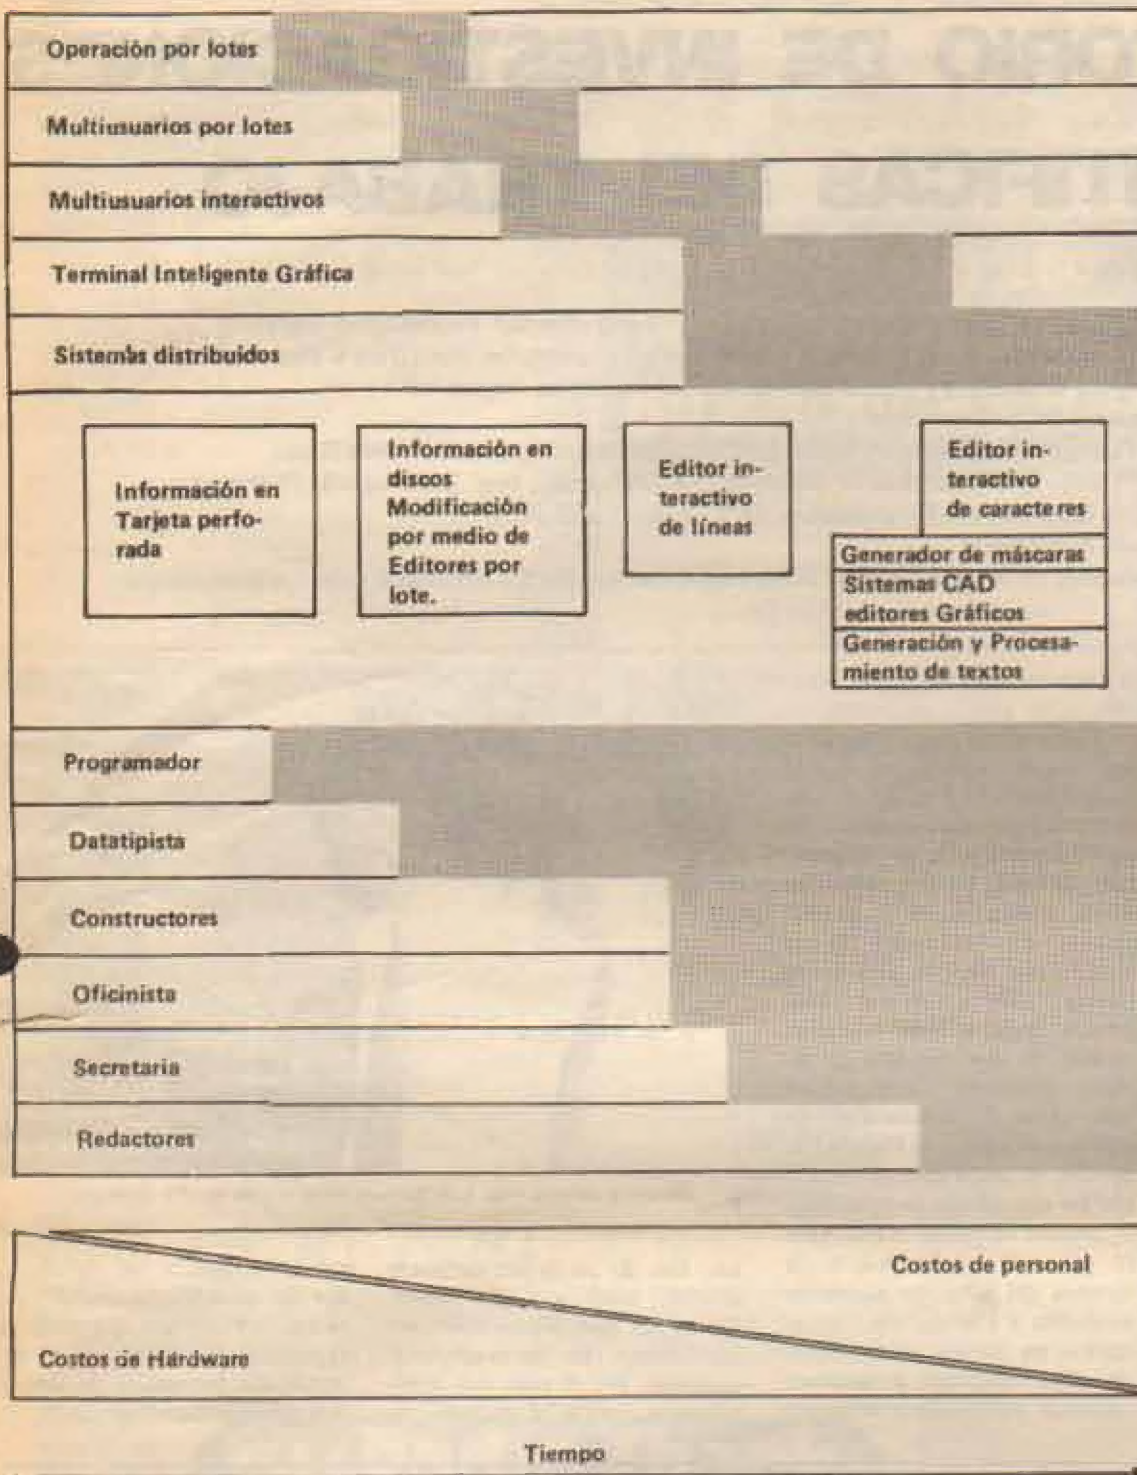 Operación por lotes
Multiusuarios por lotes
Multiusuarios interactivos
Terminal Inteligente Gráfica
Sistemas distribuidos
Información en
Tarjeta perfo-
rada
Información en
discos
Modificación
por medio de
Editores por
lote.
Editor in-
teractivo
de líneas
Editor in-
teractivo
de caracteres
Generador de máscaras
Sistemas CAD
editores Gráficos
Generación y Procesa-
miento de textos
Programador
Datatipista
Constructores
Oficinista
Secretaria
Redactores
Costos de personal
Costos de Hardware
Tiempo